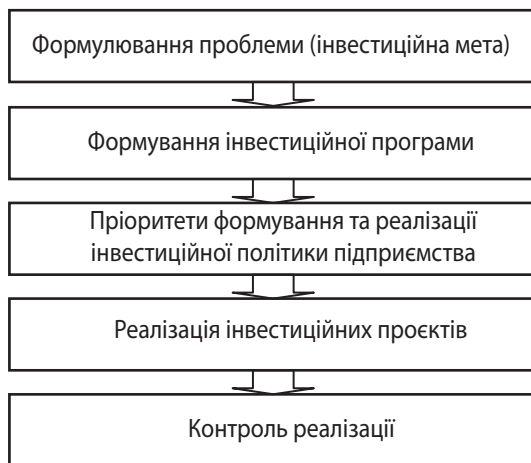 Формулювання проблеми (інвестиційна мета)
Формування інвестиційної програми
Пріоритети формування та реалізації
інвестиційної політики підприємства
Реалізація інвестиційних проєктів
Контроль реалізації